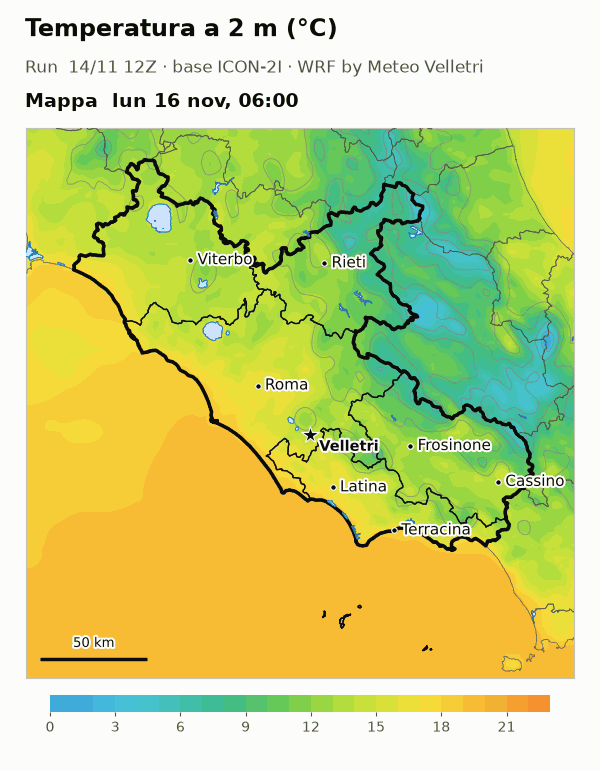 Temperatura a 2 m (°C)
Run  14/11 12Z · base ICON-2I · WRF by Meteo Velletri
Mappa  lun 16 nov, 06:00
Viterbo
Rieti
Roma
Velletri
Frosinone
Latina
Cassino
Terracina
50 km
0 3 6 9 12 15 18 21